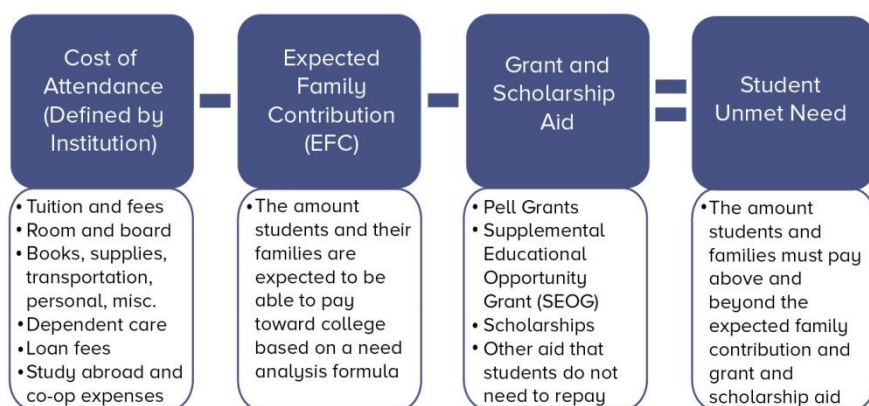 Cost of
Attendance
(Defined by
Institution)
• Tuition and fees
• Room and board
• Books, supplies,
transportation,
personal, misc.
• Dependent care
• Loan fees
• Study abroad and
co-op expenses
Expected
Family
Contribution
(EFC)
• The amount
students and their
families are
expected to be
able to pay
toward college
based on a need
analysis formula
Grant and
Scholarship
Aid
• Pell Grants
• Supplemental
Educational
Opportunity
Grant (SEOG)
• Scholarships
• Other aid that
students do not
need to repay
Student
Unmet Need
• The amount
students and
families must pay
above and
beyond the
expected family
contribution and
grant and
scholarship aid